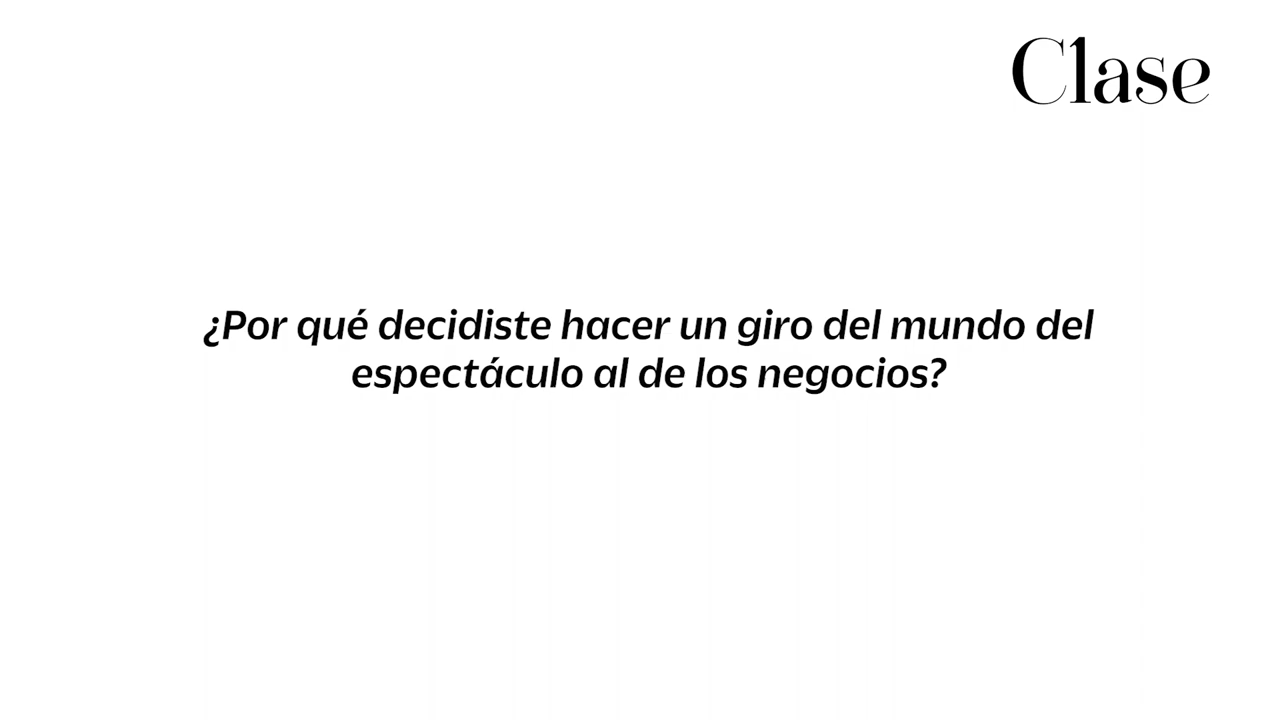 Clase
¿Por qué decidiste hacer un giro del mundo del
espectáculo al de los negocios?